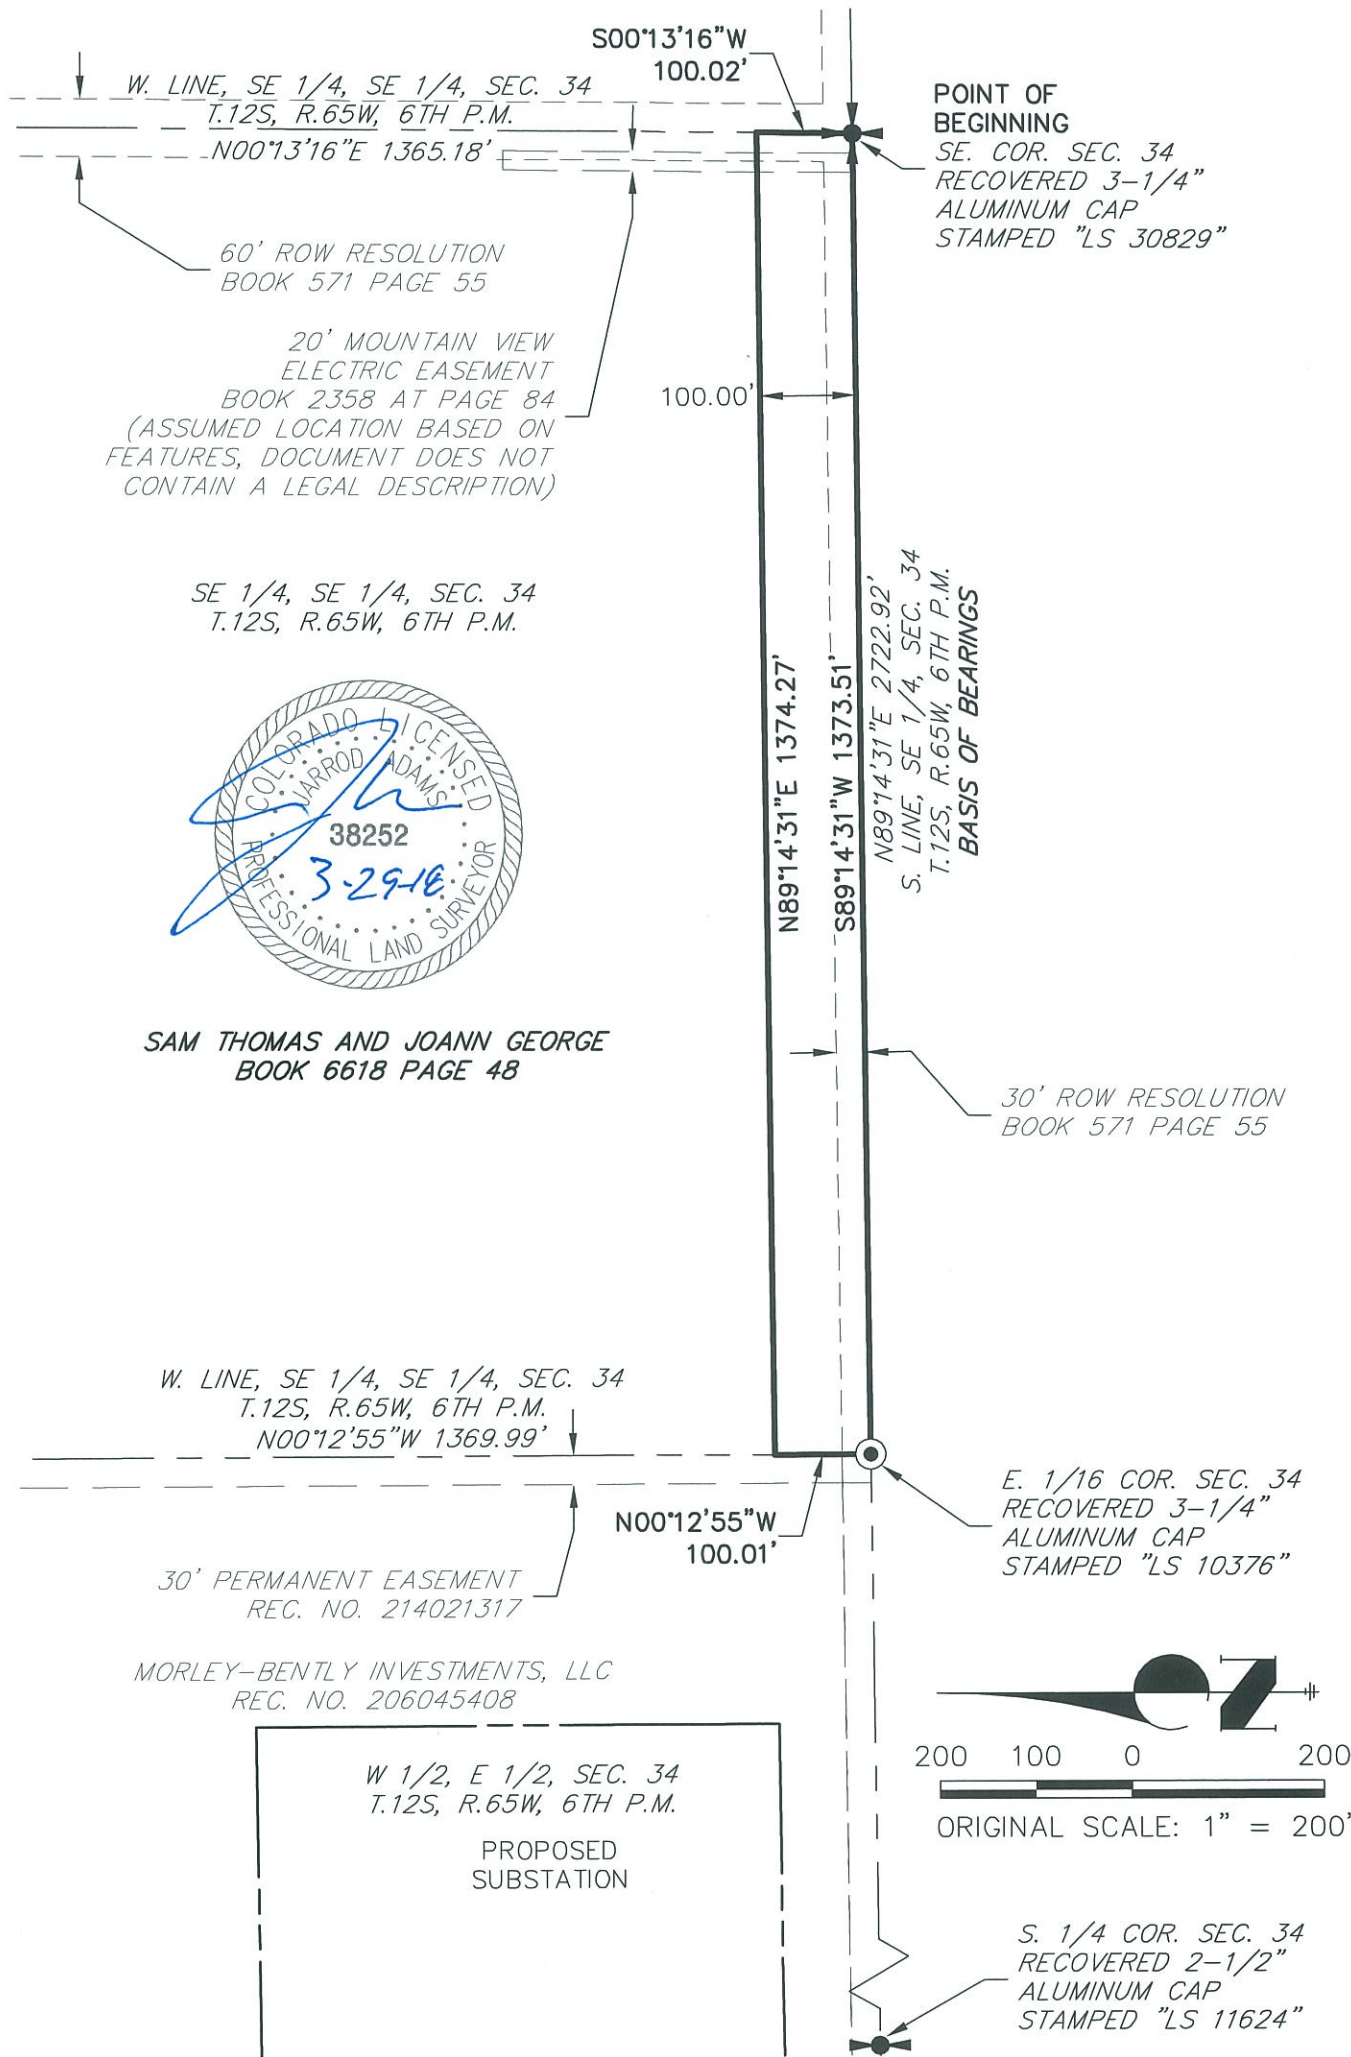 S00°13'16"W
100.02'
W. LINE, SE 1/4, SE 1/4, SEC. 34
T.12S, R.65W, 6TH P.M.
N00°13'16"E 1365.18'
POINT OF
BEGINNING
SE. COR. SEC. 34
RECOVERED 3-1/4"
ALUMINUM CAP
STAMPED "LS 30829"
60' ROW RESOLUTION
BOOK 571 PAGE 55
20' MOUNTAIN VIEW
ELECTRIC EASEMENT
BOOK 2358 AT PAGE 84
(ASSUMED LOCATION BASED ON
FEATURES, DOCUMENT DOES NOT
CONTAIN A LEGAL DESCRIPTION)
100.00'
SE 1/4, SE 1/4, SEC. 34
T.12S, R.65W, 6TH P.M.
N89°14'31"E 1374.27'
S89°14'31"W 1373.51'
N89°14'31"E 2722.92'
S. LINE, SE 1/4, SEC. 34
T.12S, R.65W, 6TH P.M.
BASIS OF BEARINGS
COLORADO LICENSED
JARROD ADAMS
38252
3-29-18
PROFESSIONAL LAND SURVEYOR
SAM THOMAS AND JOANN GEORGE
BOOK 6618 PAGE 48
30' ROW RESOLUTION
BOOK 571 PAGE 55
W. LINE, SE 1/4, SE 1/4, SEC. 34
T.12S, R.65W, 6TH P.M.
N00°12'55"W 1369.99'
N00°12'55"W
100.01'
E. 1/16 COR. SEC. 34
RECOVERED 3-1/4"
ALUMINUM CAP
STAMPED "LS 10376"
30' PERMANENT EASEMENT
REC. NO. 214021317
MORLEY-BENTLY INVESTMENTS, LLC
REC. NO. 206045408
W 1/2, E 1/2, SEC. 34
T.12S, R.65W, 6TH P.M.
PROPOSED
SUBSTATION
N
200 100 0 200
ORIGINAL SCALE: 1" = 200'
S. 1/4 COR. SEC. 34
RECOVERED 2-1/2"
ALUMINUM CAP
STAMPED "LS 11624"